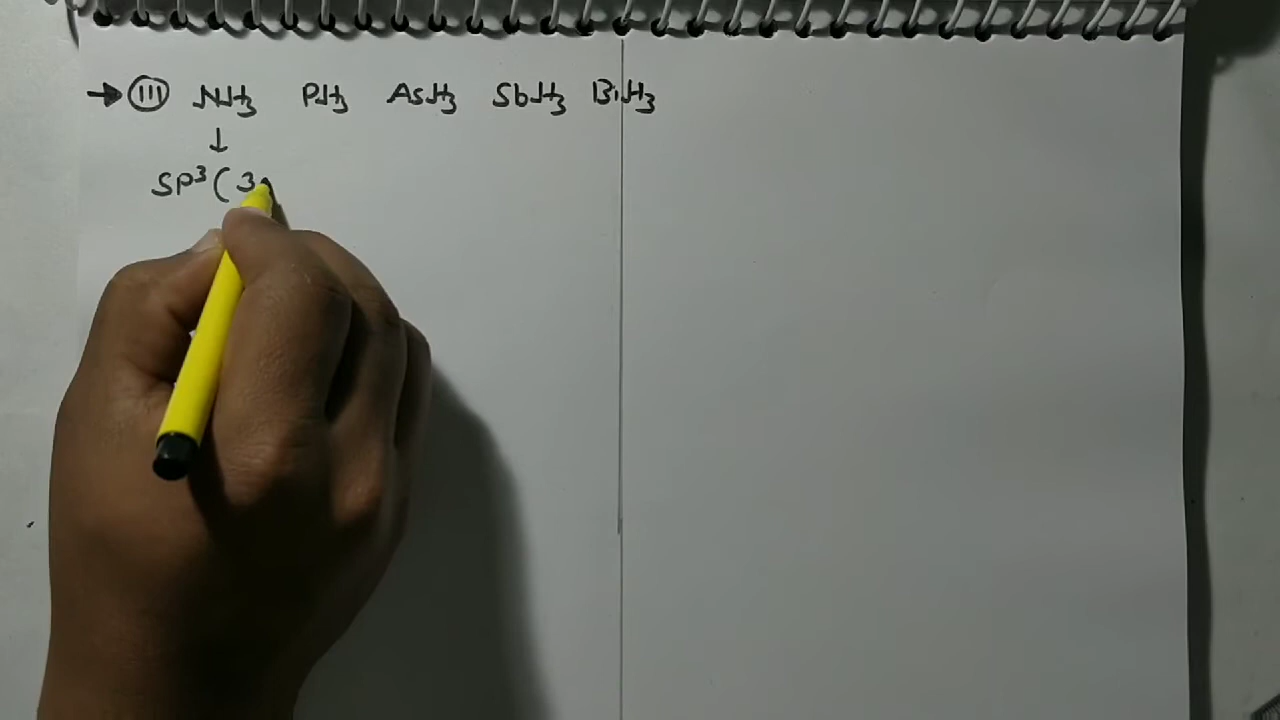 → III NH3 PH3 AsH3 SbH3 BiH3
↓
SP³ ( 3